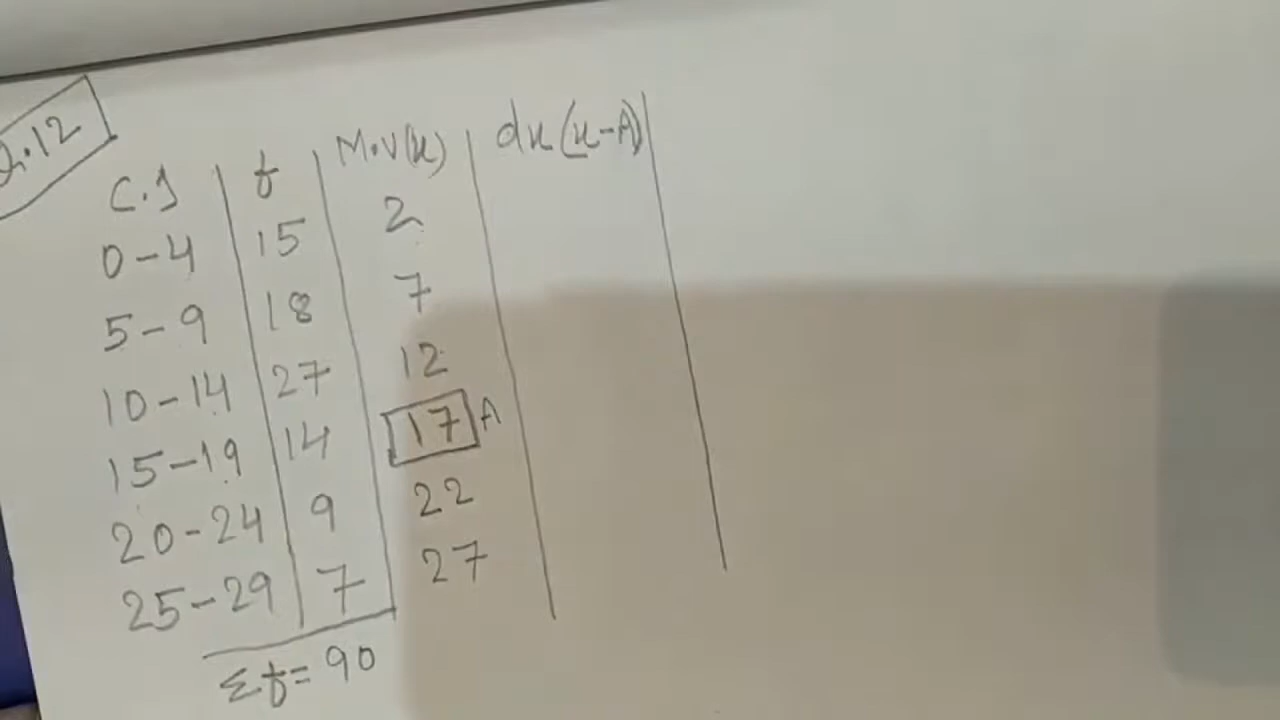 .12
C.I f M.V(x) dx(x-A)
0-4 15 2
5-9 18 7
10-14 27 12
15-19 14 17 A
20-24 9 22
25-29 7 27
Σf=90